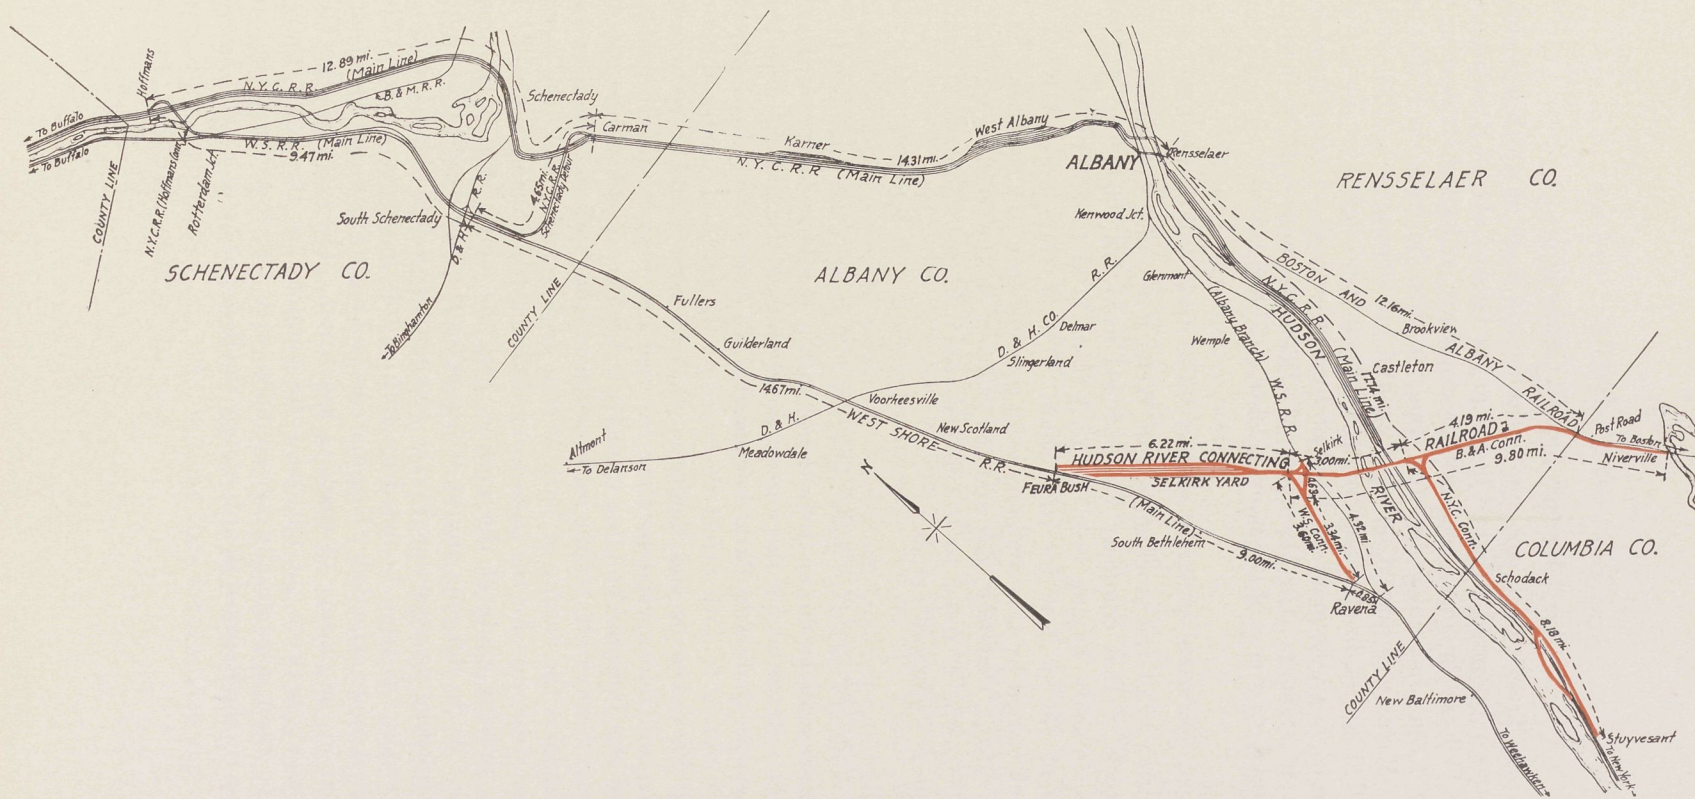 Hoffmans
12.89 mi.
(Main Line)
N.Y.C.R.R.
B. & M. R.R.
Schenectady
To Buffalo
To Buffalo
W.S.R.R. (Main Line)
9.47 mi.
COUNTY LINE
Rotterdam Jct.
Carman
Karner
14.31 mi.
West Albany
N.Y.C.R.R. (Main Line)
ALBANY
Rensselaer
RENSSELAER CO.
4.65 mi.
N.Y.C.R.R.
Schenectady Detour
South Schenectady
D. & H. R.R.
SCHENECTADY CO.
To Binghamton
COUNTY LINE
ALBANY CO.
Kenwood Jct.
Glenmont
R.R.
BOSTON AND
12.16 mi.
Brookview
ALBANY
RAILROAD
N.Y.C.R.R.
HUDSON
(Main Line)
Castleton
(Albany Branch)
Wemple
W.S.R.R.
Fullers
Guilderland
D. & H. CO.
Delmar
Slingerland
14.67 mi.
Voorheesville
WEST SHORE
New Scotland
R.R.
D. & H.
Altmont
To Delanson
Meadowdale
6.22 mi.
HUDSON RIVER CONNECTING
Selkirk
4.19 mi.
RAILROAD
B.&A. Conn.
9.80 mi.
Post Road
To Boston
Niverville
SELKIRK YARD
FEURA BUSH
(Main Line)
South Bethlehem
9.00 mi.
W.S. Conn.
3.34 mi.
4.32 mi.
RIVER
N.Y.C. Conn.
COLUMBIA CO.
Schodack
Ravena
8.18 mi.
COUNTY LINE
New Baltimore
To Weehawken
Stuyvesant
To New York
N